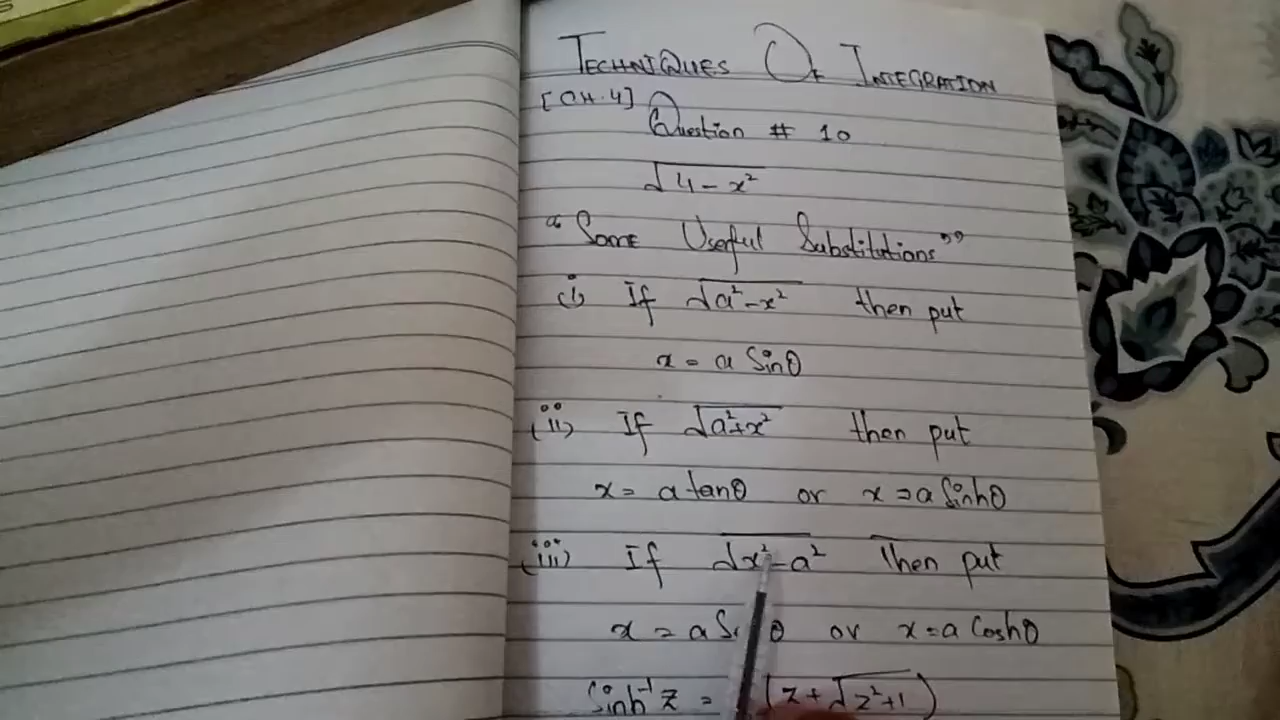 TECHNIQUES OF INTEGRATION
[CH.4]
Question # 10
√4-x²
"Some Useful Substitutions"
(i) If √a²-x² then put
x = a Sinθ
(ii) If √a²+x² then put
x = a tanθ or x = a Sinhθ
(iii) If √x²-a² Then put
x = a θ or x = a Coshθ
Sinh⁻¹ z = (z + √z²+1)